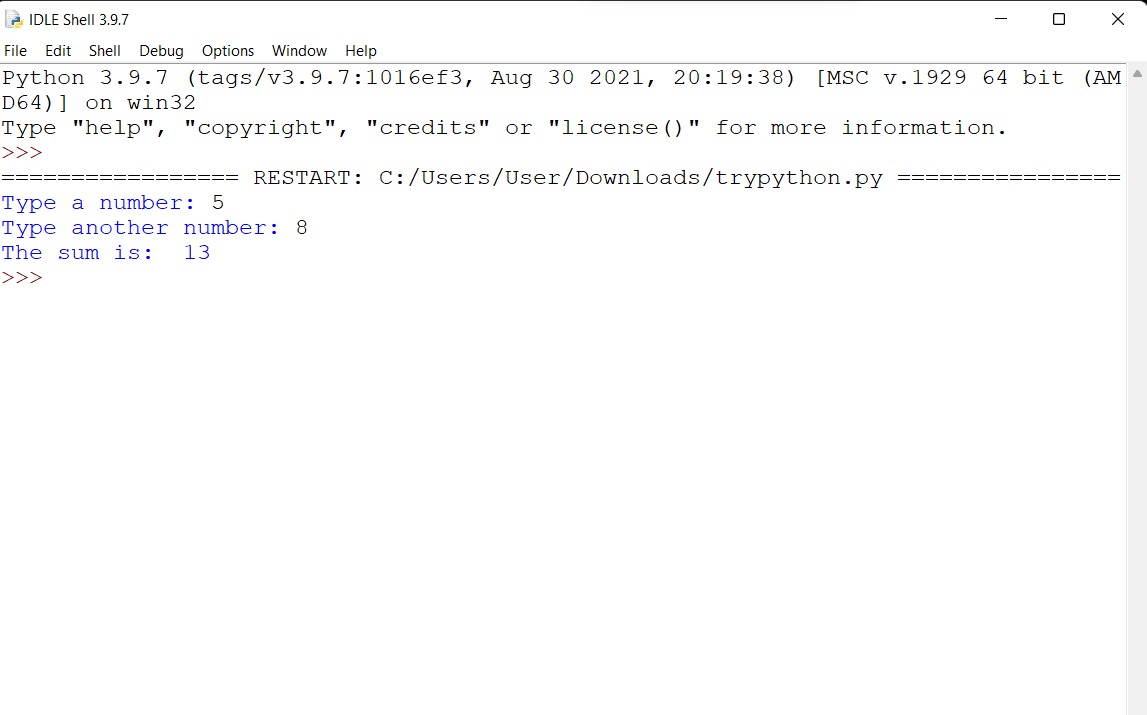 IDLE Shell 3.9.7
File Edit Shell Debug Options Window Help
Python 3.9.7 (tags/v3.9.7:1016ef3, Aug 30 2021, 20:19:38) [MSC v.1929 64 bit (AM
D64)] on win32
Type "help", "copyright", "credits" or "license()" for more information.
>>>
================= RESTART: C:/Users/User/Downloads/trypython.py ================
Type a number: 5
Type another number: 8
The sum is:  13
>>>